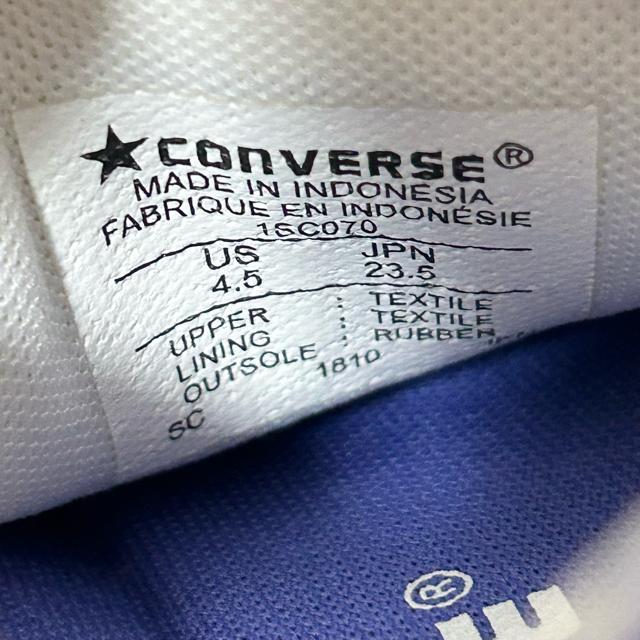 ★CONVERSE®
MADE IN INDONESIA
FABRIQUE EN INDONÉSIE
1SC070
US JPN
4.5 23.5
UPPER : TEXTILE
LINING : TEXTILE
OUTSOLE : RUBBER
1810
SC
®